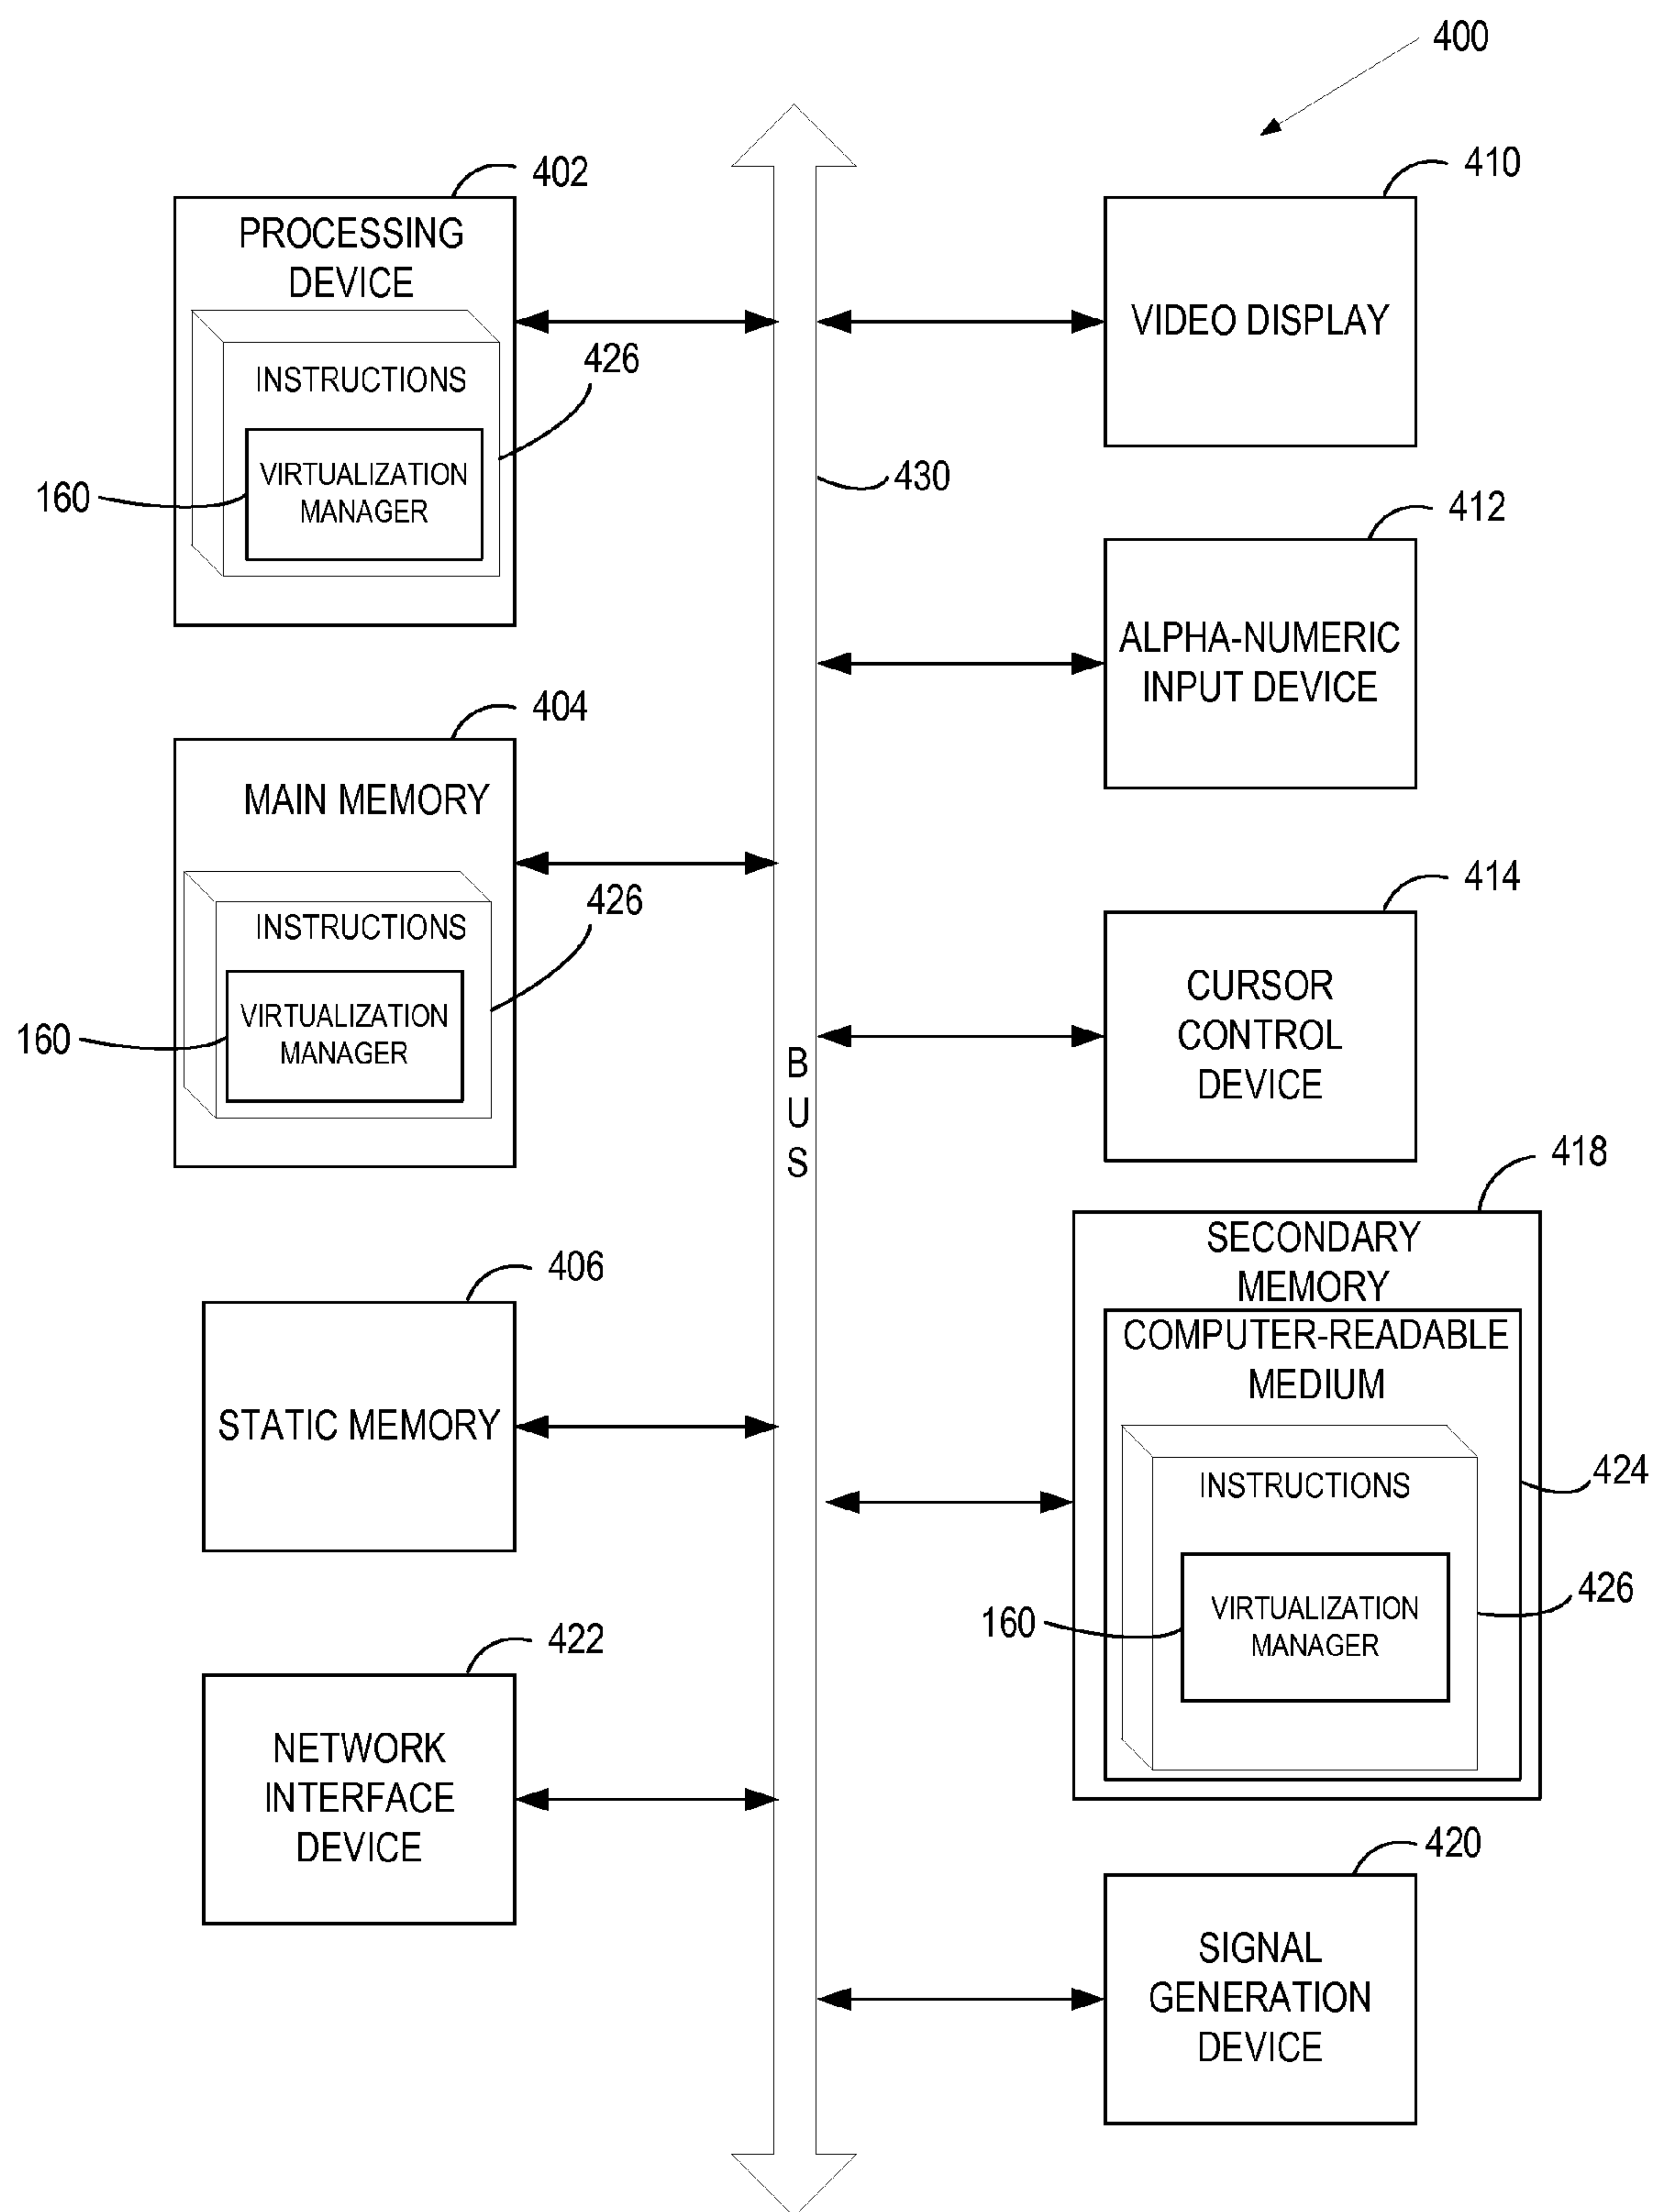 400
402
PROCESSING
DEVICE
INSTRUCTIONS
426
VIRTUALIZATION
MANAGER
160
404
MAIN MEMORY
INSTRUCTIONS
426
VIRTUALIZATION
MANAGER
160
406
STATIC MEMORY
422
NETWORK
INTERFACE
DEVICE
430
B
U
S
410
VIDEO DISPLAY
412
ALPHA-NUMERIC
INPUT DEVICE
414
CURSOR
CONTROL
DEVICE
418
SECONDARY
MEMORY
COMPUTER-READABLE
MEDIUM
INSTRUCTIONS
424
VIRTUALIZATION
MANAGER
426
160
420
SIGNAL
GENERATION
DEVICE